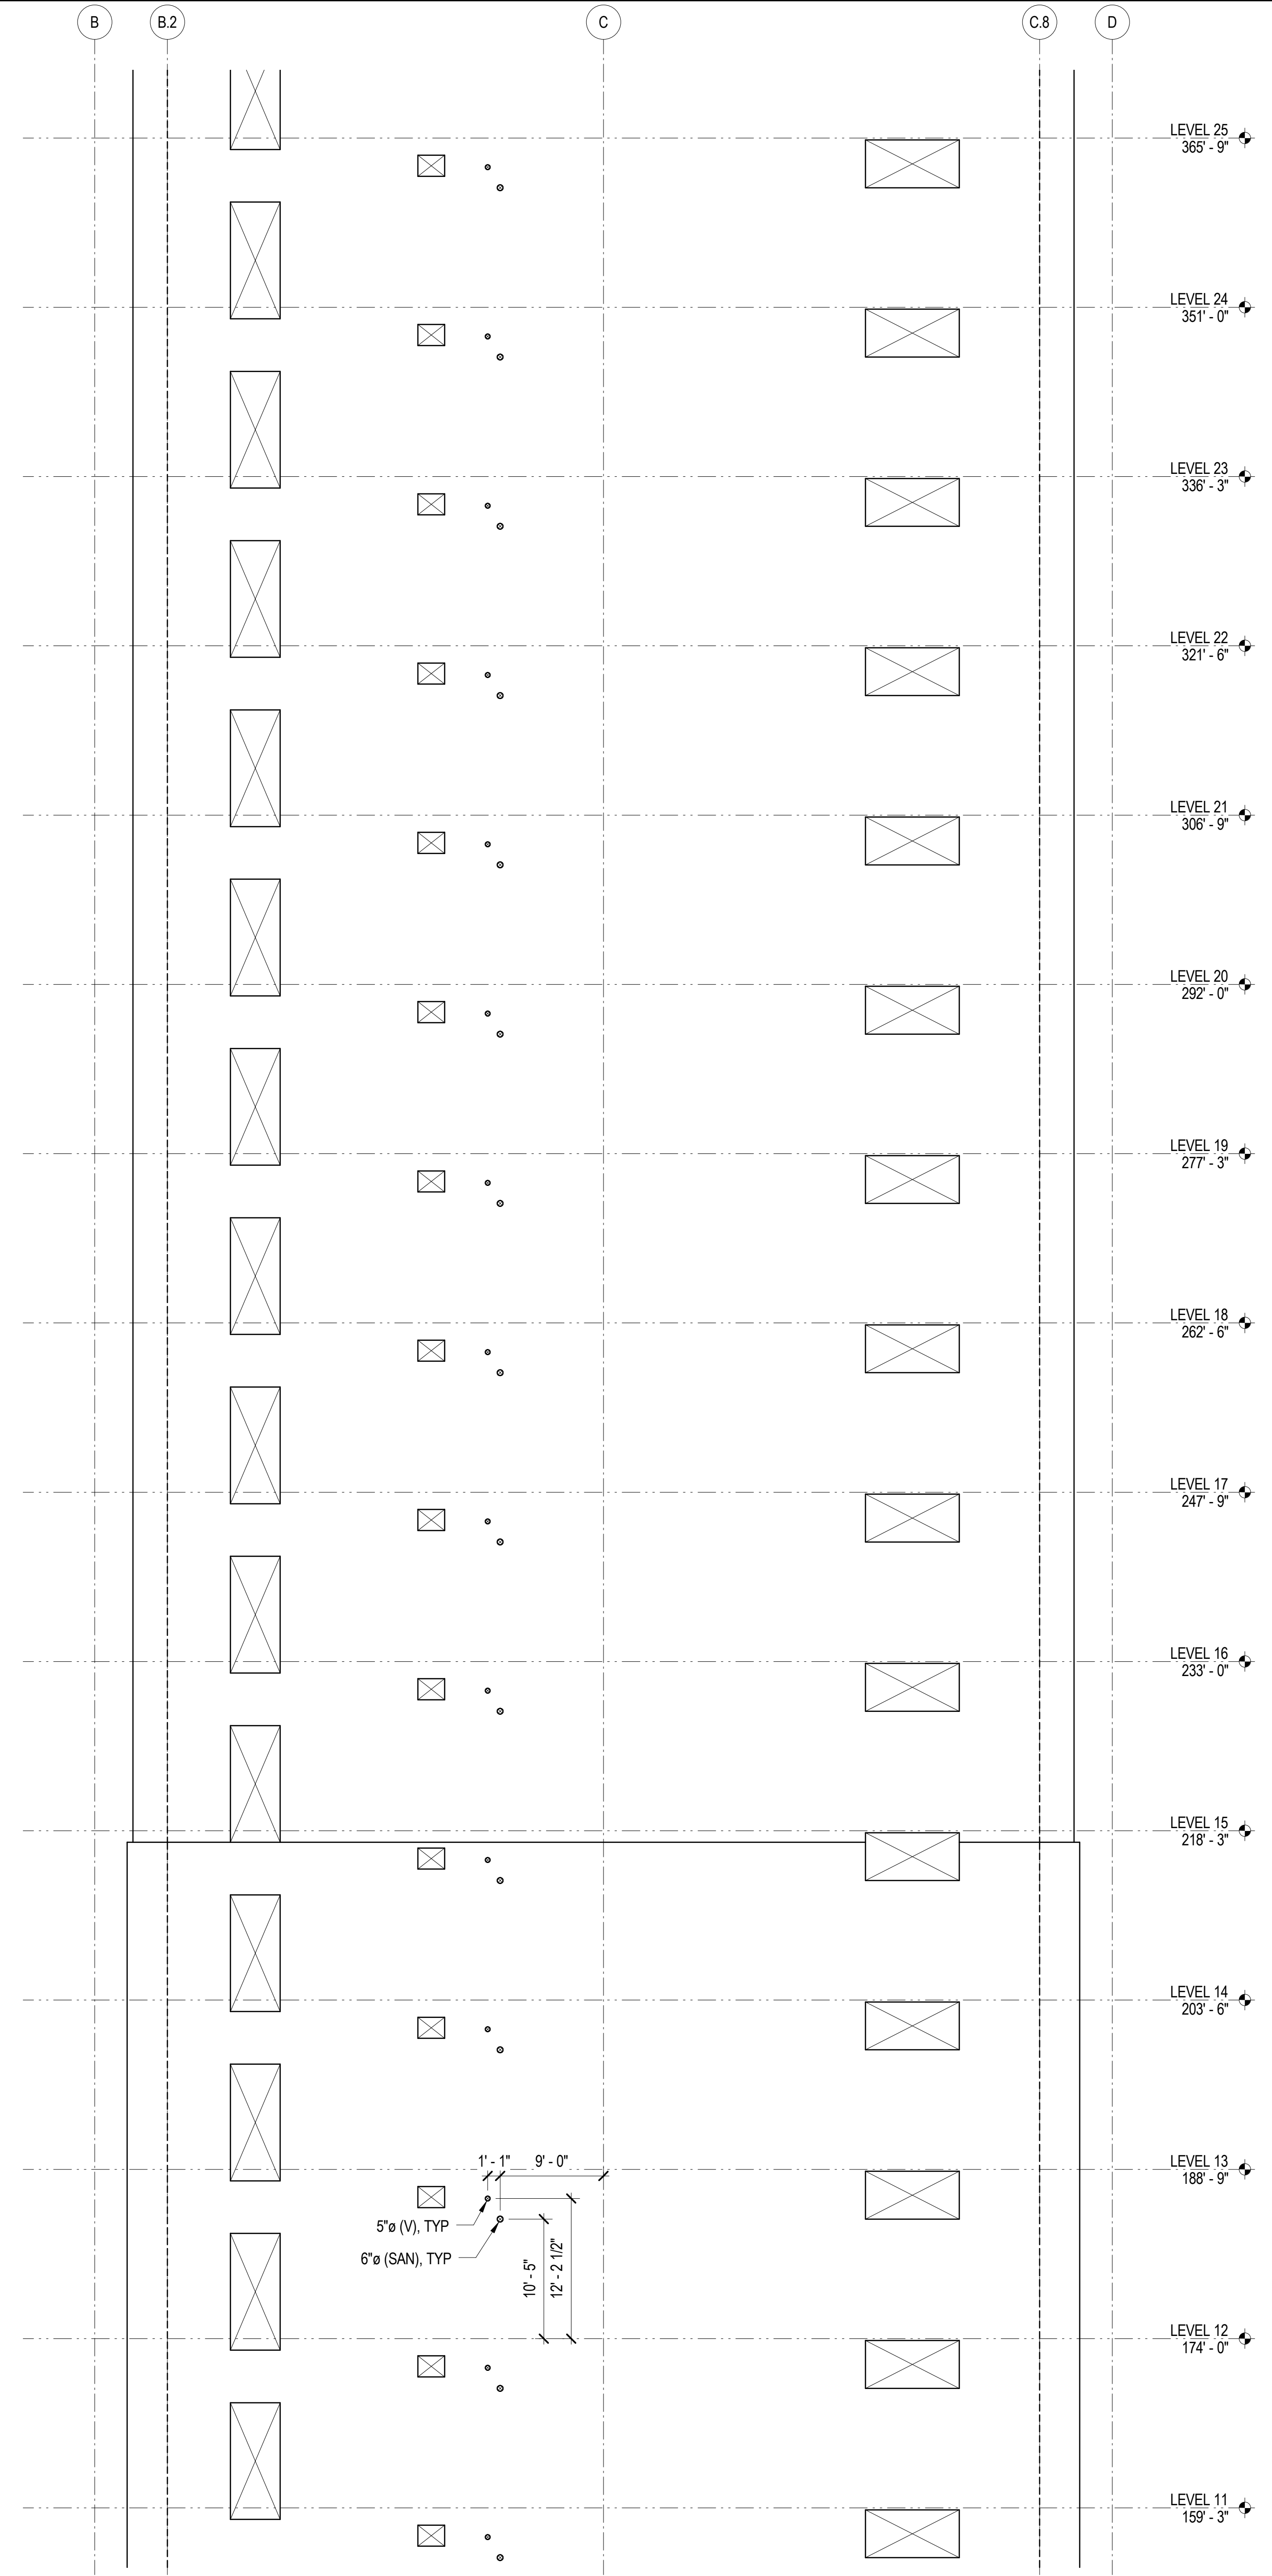 B
B.2
C
C.8
D
LEVEL 25
365' - 9"
LEVEL 24
351' - 0"
LEVEL 23
336' - 3"
LEVEL 22
321' - 6"
LEVEL 21
306' - 9"
LEVEL 20
292' - 0"
LEVEL 19
277' - 3"
LEVEL 18
262' - 6"
LEVEL 17
247' - 9"
LEVEL 16
233' - 0"
LEVEL 15
218' - 3"
LEVEL 14
203' - 6"
1' - 1"
9' - 0"
LEVEL 13
188' - 9"
5"ø (V), TYP
6"ø (SAN), TYP
10' - 5"
12' - 2 1/2"
LEVEL 12
174' - 0"
LEVEL 11
159' - 3"